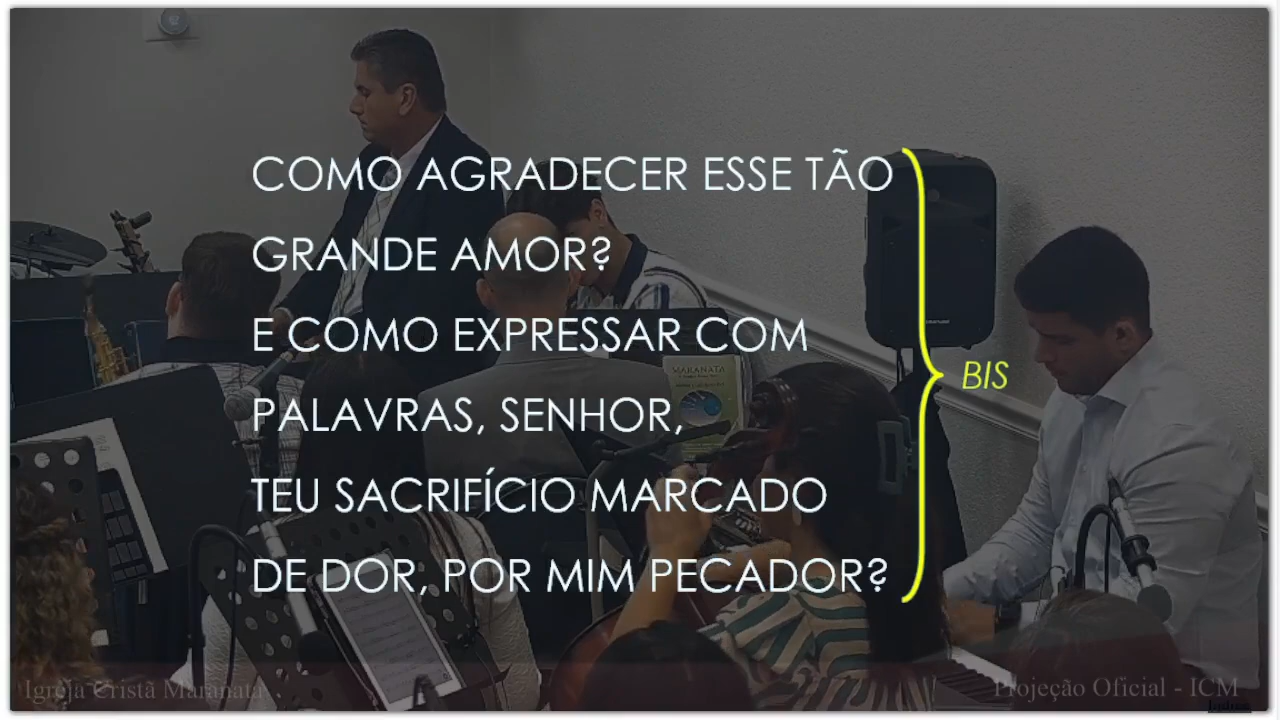 COMO AGRADECER ESSE TÃO
GRANDE AMOR?
E COMO EXPRESSAR COM
PALAVRAS, SENHOR,
TEU SACRIFÍCIO MARCADO
DE DOR, POR MIM PECADOR?
BIS
MARANATA
Igreja Cristã Maranata
Projeção Oficial - ICM